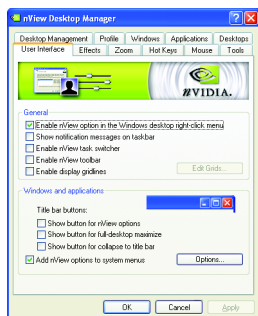 nView Desktop Manager
Desktop Management Profile Windows Applications Desktops
User Interface Effects Zoom Hot Keys Mouse Tools
nVIDIA.
General
Enable nView option in the Windows desktop right-click menu
Show notification messages on taskbar
Enable nView task switcher
Enable nView toolbar
Enable display gridlines
Edit Grids...
Windows and applications
Title bar buttons:
Show button for nView options
Show button for full-desktop maximize
Show button for collapse to title bar
Add nView options to system menus
Options...
OK Cancel Apply